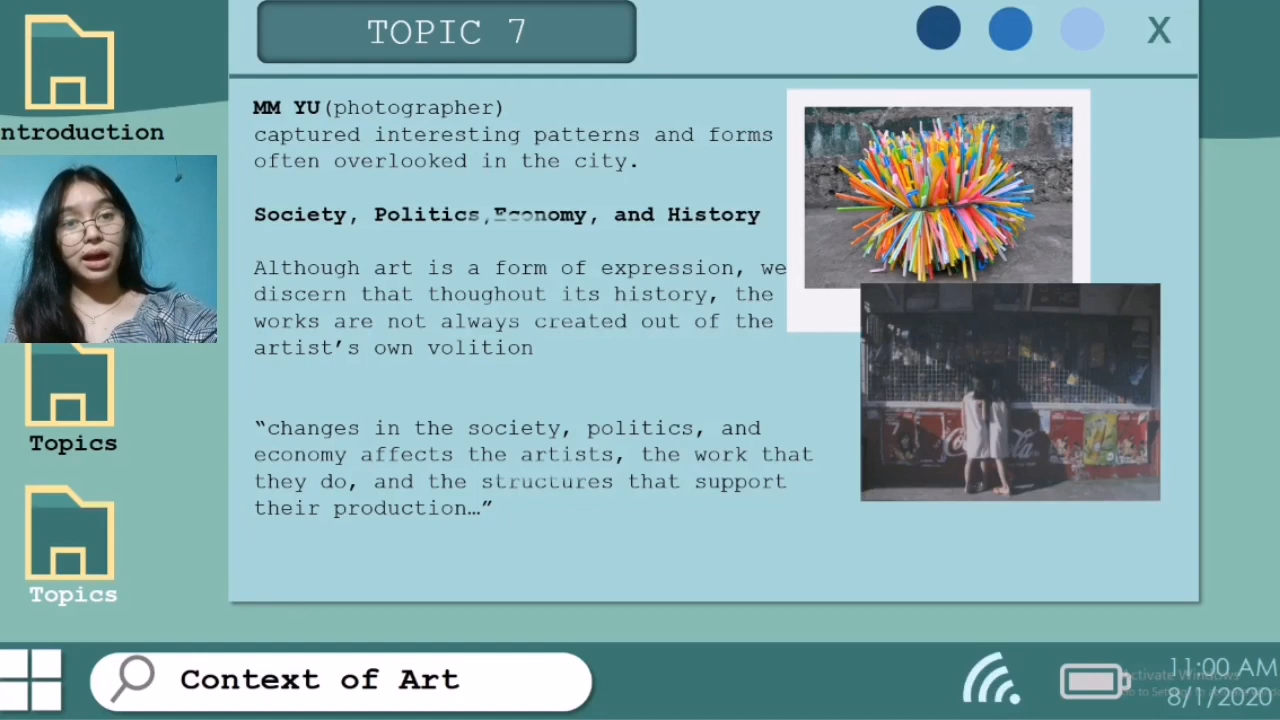 TOPIC 7
X
ntroduction
MM YU(photographer)
captured interesting patterns and forms
often overlooked in the city.
Society, Politics,Economy, and History
Although art is a form of expression, we
discern that thoughout its history, the
works are not always created out of the
artist’s own volition
“changes in the society, politics, and
economy affects the artists, the work that
they do, and the structures that support
their production…”
Coca-Cola
Topics
Topics
Context of Art
11:00 AM
8/1/2020
Activate Windows